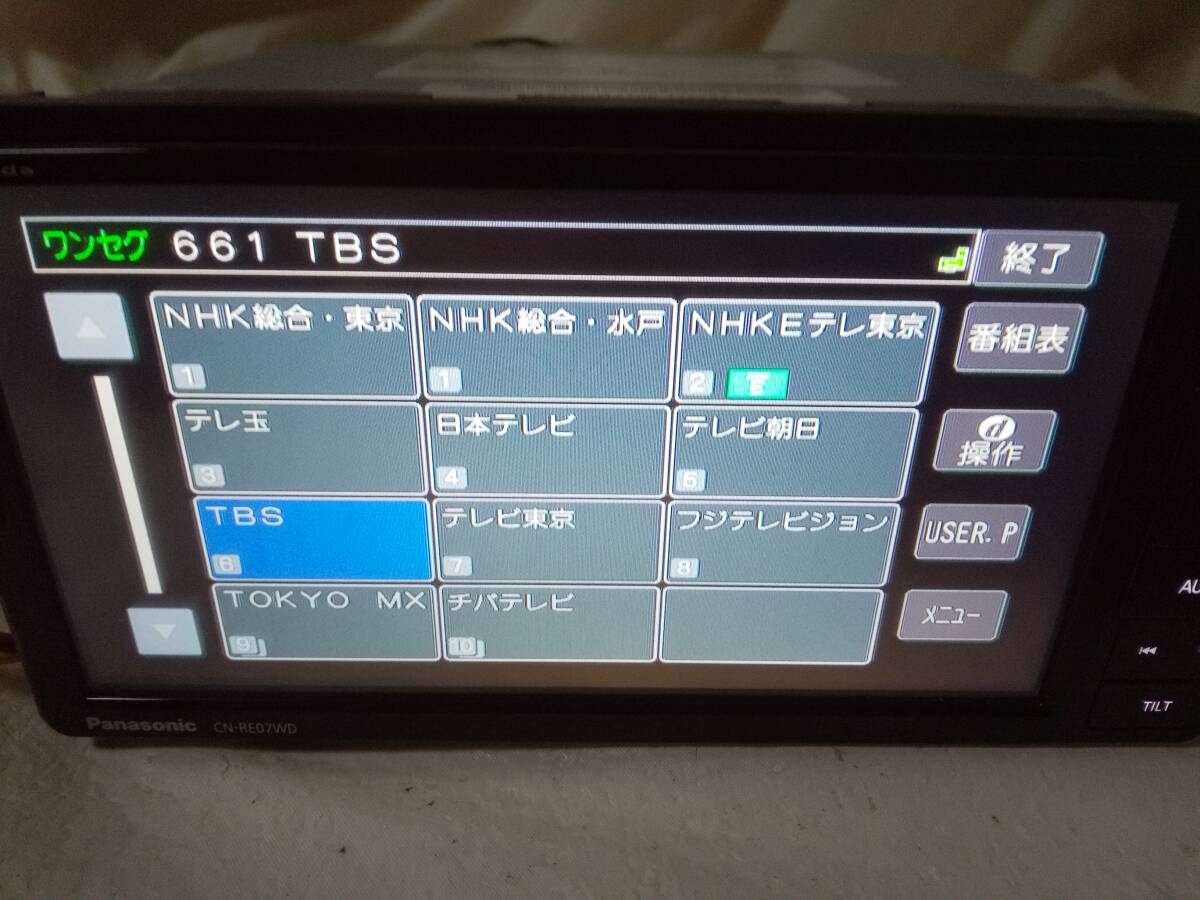 da
ワンセグ 661 TBS
終了
NHK総合・東京
1
NHK総合・水戸
1
NHKEテレ東京
2
番組表
テレ玉
3
日本テレビ
4
テレビ朝日
5
d
操作
TBS
6
テレビ東京
7
フジテレビジョン
8
USER. P
TOKYO MX
9
チバテレビ
10
メニュー
AU
TILT
Panasonic CN-RE07WD